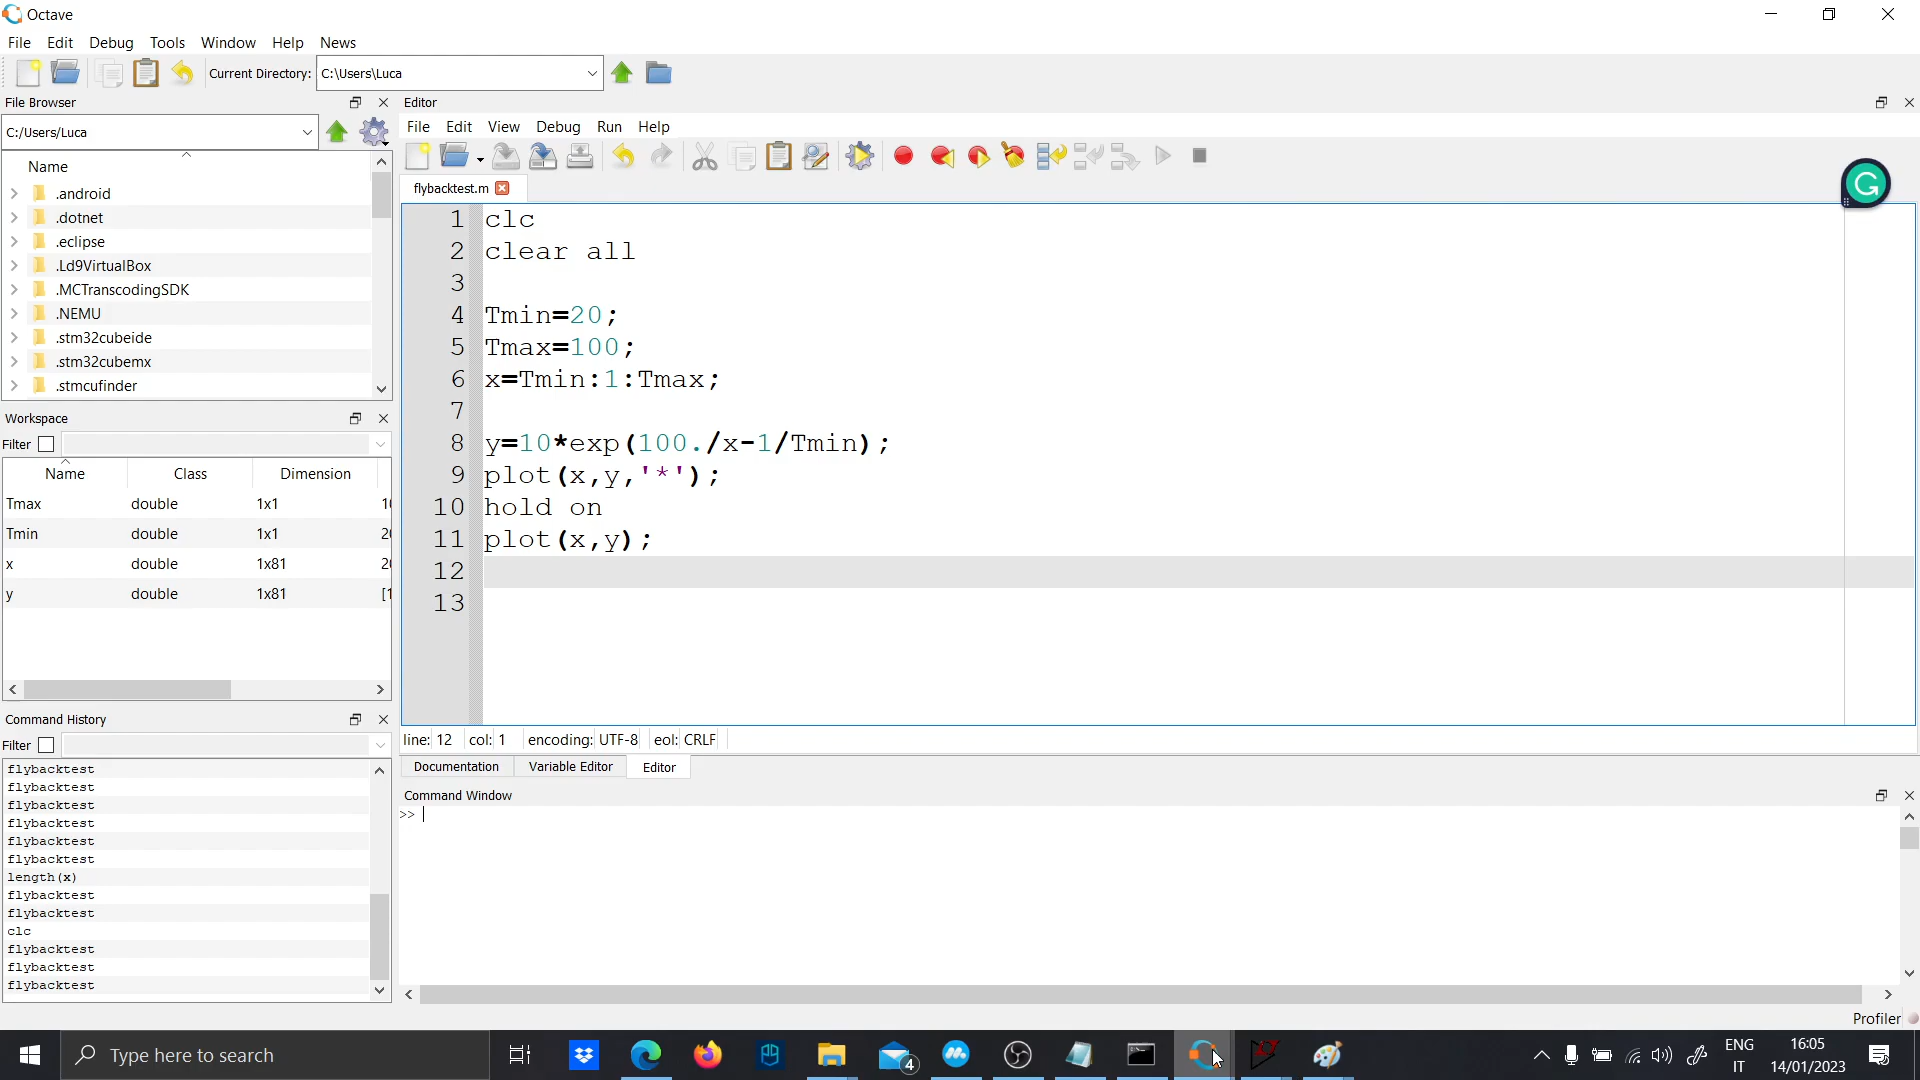 Octave
File Edit Debug Tools Window Help News
Current Directory: C:\Users\Luca
File Browser
C:/Users/Luca
Name
.android
.dotnet
.eclipse
.Ld9VirtualBox
.MCTranscodingSDK
.NEMU
.stm32cubeide
.stm32cubemx
.stmcufinder
Workspace
Filter
Name Class Dimension
Tmax double 1x1
Tmin double 1x1
x double 1x81
y double 1x81 [1
Command History
Filter
flybacktest
flybacktest
flybacktest
flybacktest
flybacktest
flybacktest
length(x)
flybacktest
flybacktest
clc
flybacktest
flybacktest
flybacktest
Editor
File Edit View Debug Run Help
flybacktest.m
1 clc
2 clear all
3
4 Tmin=20;
5 Tmax=100;
6 x=Tmin:1:Tmax;
7
8 y=10*exp(100./x-1/Tmin);
9 plot(x,y,'*');
10 hold on
11 plot(x,y);
12
13
line: 12 col: 1 encoding: UTF-8 eol: CRLF
Documentation Variable Editor Editor
Command Window
>>
Profiler
Type here to search
4
ENG
IT
16:05
14/01/2023